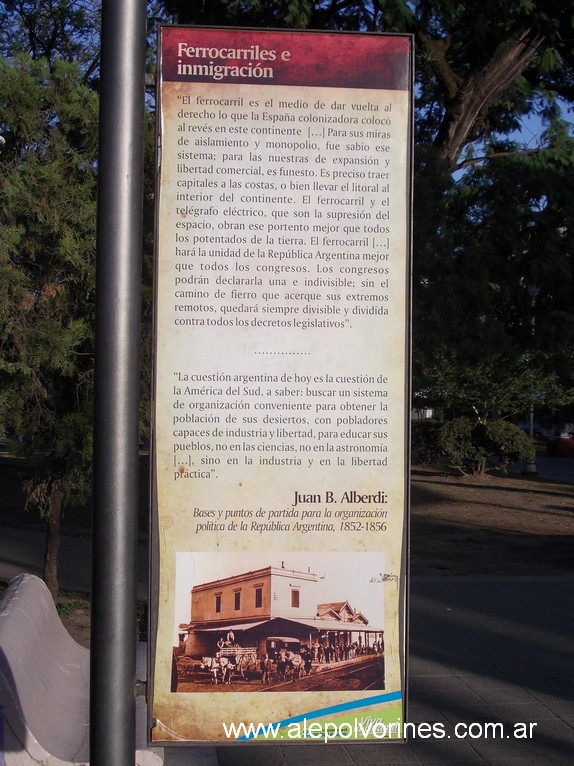 Ferrocarriles e
inmigración
“El ferrocarril es el medio de dar vuelta al
derecho lo que la España colonizadora colocó
al revés en este continente [...] Para sus miras
de aislamiento y monopolio, fue sabio ese
sistema; para las nuestras de expansión y
libertad comercial, es funesto. Es preciso traer
capitales a las costas, o bien llevar el litoral al
interior del continente. El ferrocarril y el
telégrafo eléctrico, que son la supresión del
espacio, obran ese portento mejor que todos
los potentados de la tierra. El ferrocarril [...]
hará la unidad de la República Argentina mejor
que todos los congresos. Los congresos
podrán declararla una e indivisible; sin el
camino de fierro que acerque sus extremos
remotos, quedará siempre divisible y dividida
contra todos los decretos legislativos”.
...............
“La cuestión argentina de hoy es la cuestión de
la América del Sud, a saber: buscar un sistema
de organización conveniente para obtener la
población de sus desiertos, con pobladores
capaces de industria y libertad, para educar sus
pueblos, no en las ciencias, no en la astronomía
[...], sino en la industria y en la libertad
práctica”.
Juan B. Alberdi:
Bases y puntos de partida para la organización
política de la República Argentina, 1852-1856
Viva
www.alepolvorines.com.ar